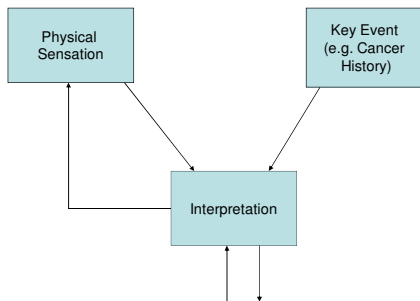 Physical
Sensation
Key Event
(e.g. Cancer
History)
Interpretation